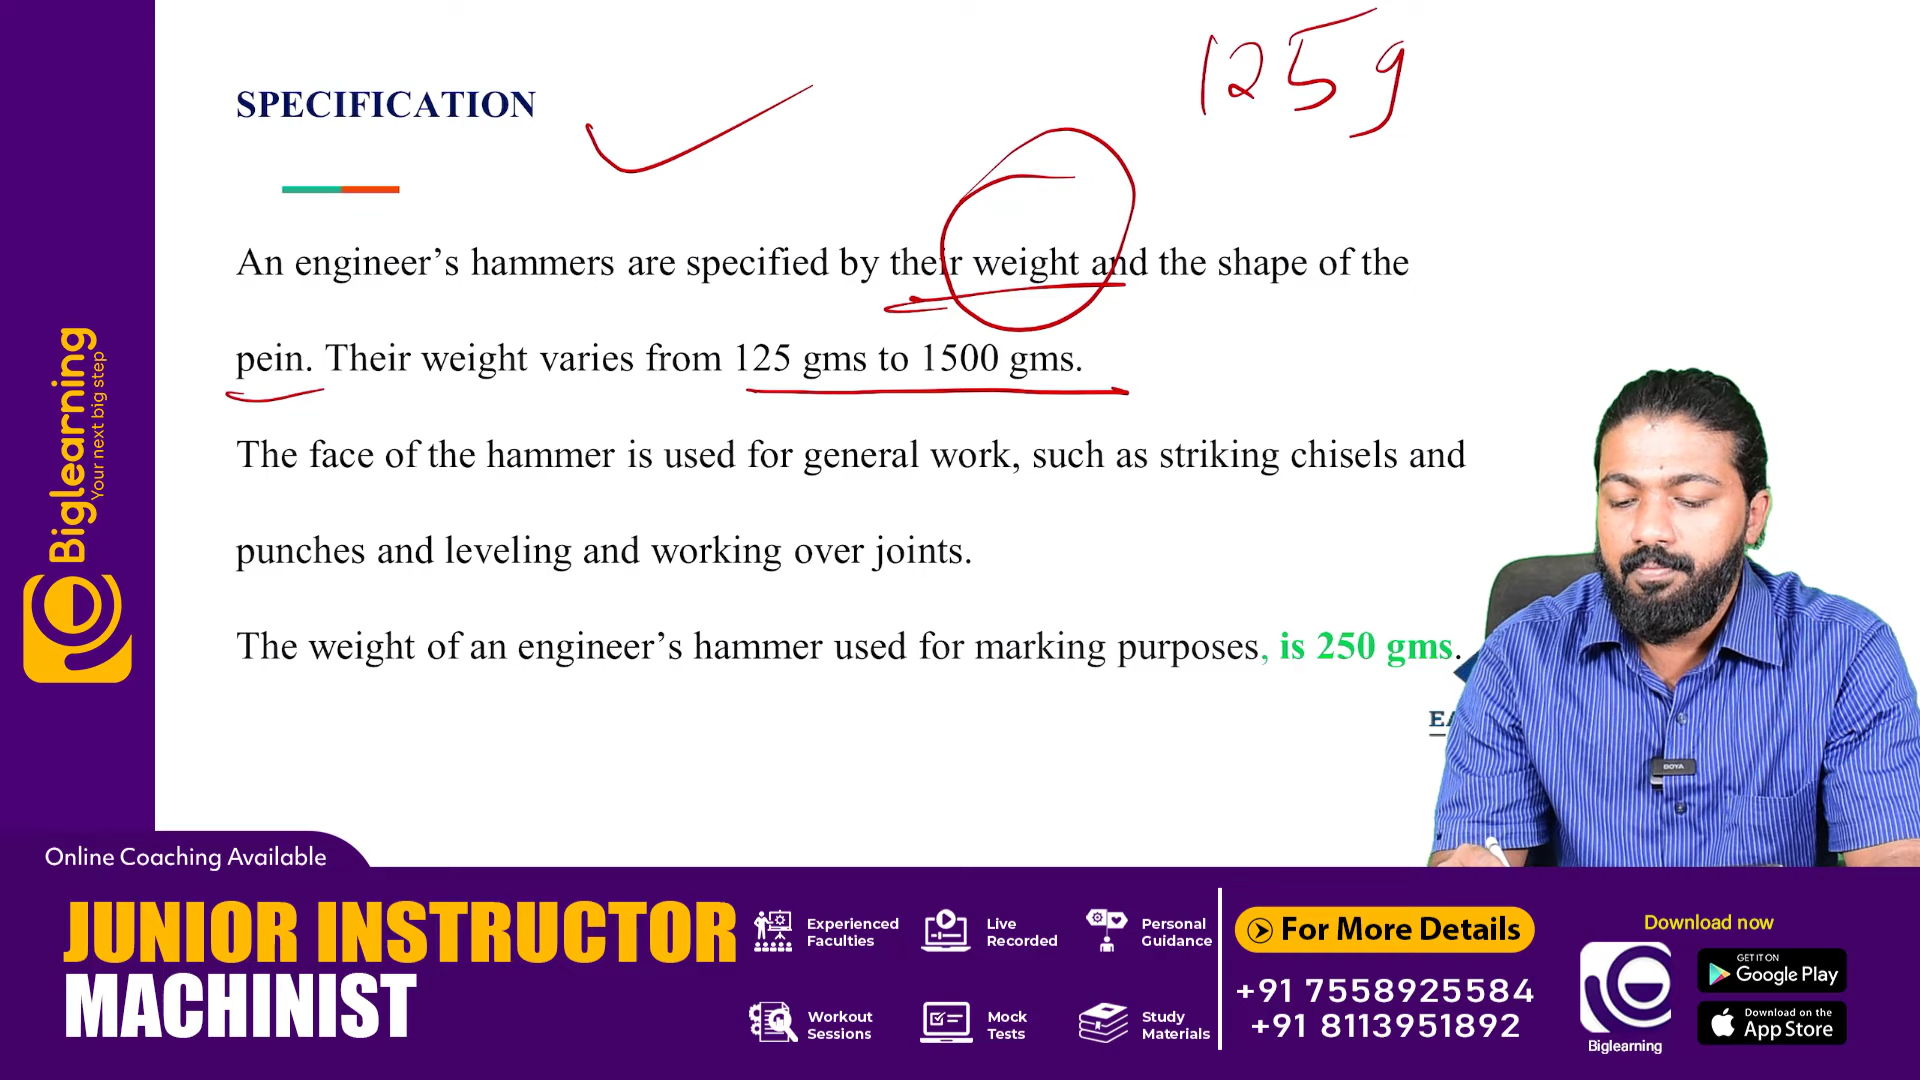 125 g
SPECIFICATION
An engineer’s hammers are specified by their weight and the shape of the
pein. Their weight varies from 125 gms to 1500 gms.
The face of the hammer is used for general work, such as striking chisels and
punches and leveling and working over joints.
The weight of an engineer’s hammer used for marking purposes, is 250 gms.
Biglearning
Your next big step
BOYA
Online Coaching Available
JUNIOR INSTRUCTOR
MACHINIST
Experienced
Faculties
Live
Recorded
Personal
Guidance
Workout
Sessions
Mock
Tests
Study
Materials
For More Details
+91 7558925584
+91 8113951892
Download now
Biglearning
GET IT ON
Google Play
Download on the
App Store